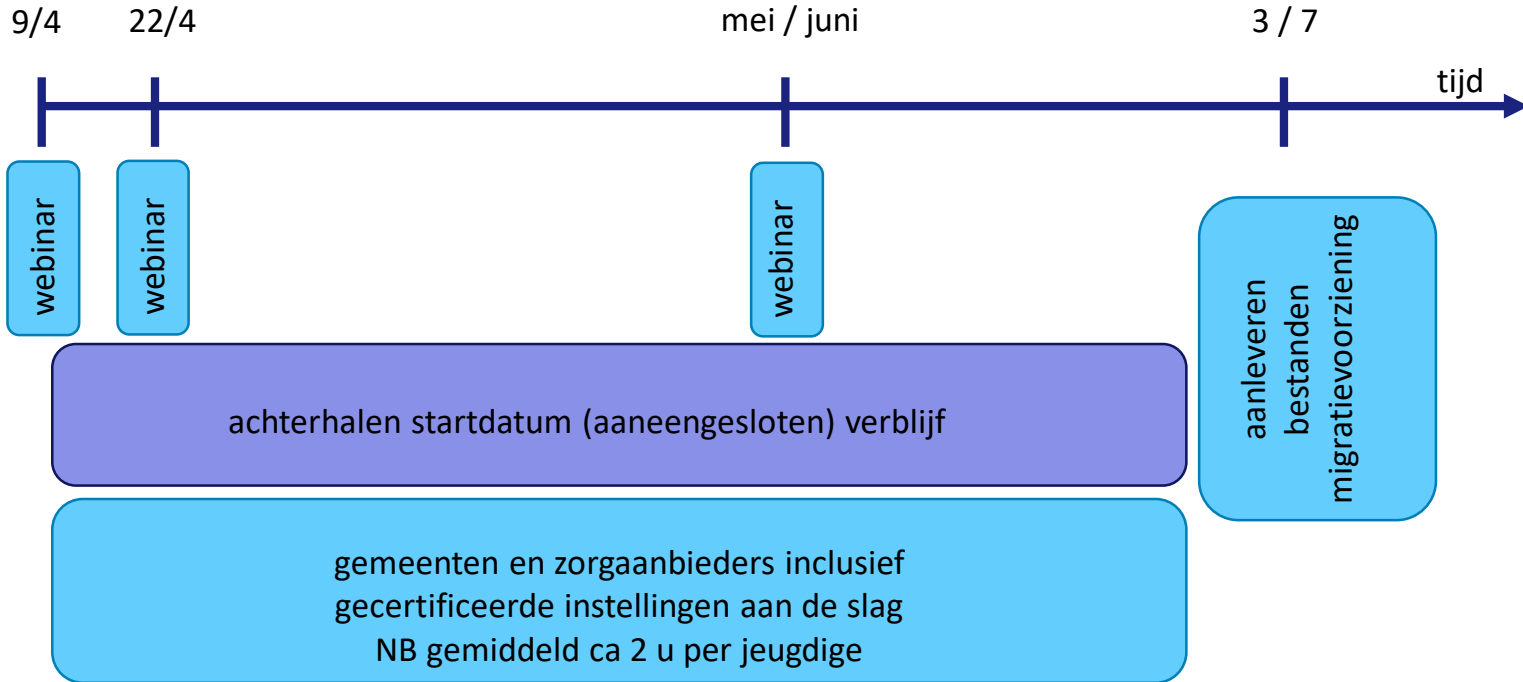 9/4
22/4
mei / juni
3 / 7
tijd
webinar
webinar
webinar
aanleveren
bestanden
migratievoorziening
achterhalen startdatum (aaneengesloten) verblijf
gemeenten en zorgaanbieders inclusief
gecertificeerde instellingen aan de slag
NB gemiddeld ca 2 u per jeugdige